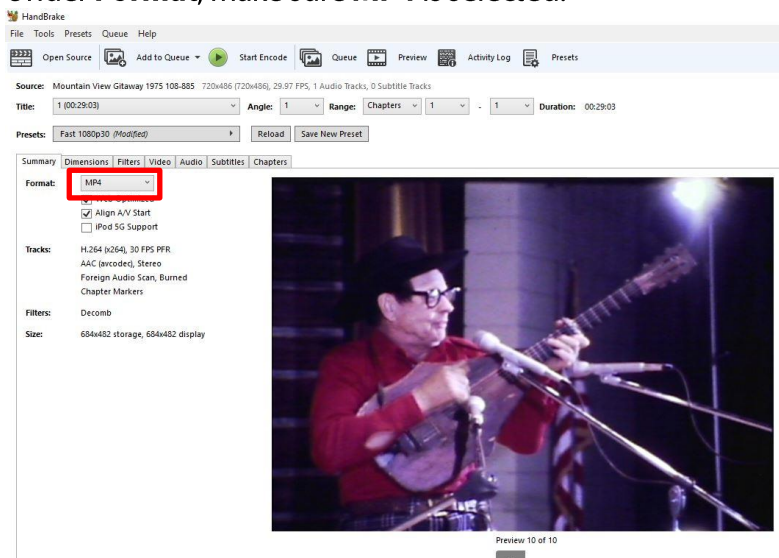 HandBrake
File Tools Presets Queue Help
Open Source Add to Queue Start Encode Queue Preview Activity Log Presets
Source: Mountain View Gitaway 1975 108-885 720x486 (720x486), 29.97 FPS, 1 Audio Tracks, 0 Subtitle Tracks
Title: 1 (00:29:03) Angle: 1 Range: Chapters 1 - 1 Duration: 00:29:03
Presets: Fast 1080p30 (Modified) Reload Save New Preset
Summary Dimensions Filters Video Audio Subtitles Chapters
Format: MP4
Align A/V Start
iPod 5G Support
Tracks: H.264 (x264), 30 FPS PFR
AAC (avcodec), Stereo
Foreign Audio Scan, Burned
Chapter Markers
Filters: Decomb
Size: 684x482 storage, 684x482 display
Preview 10 of 10